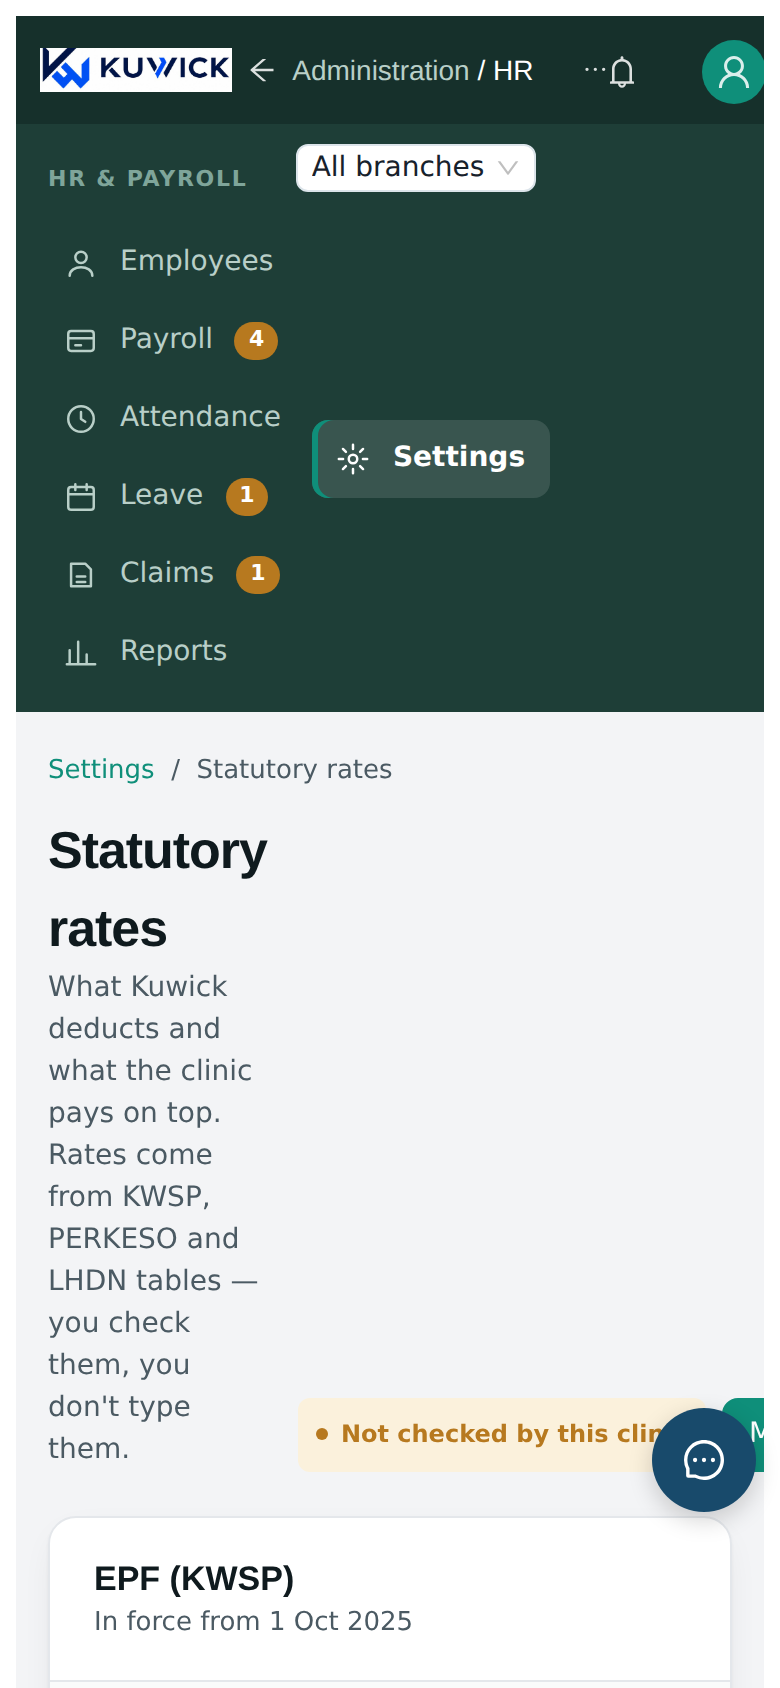 KUWICK
Administration / HR
HR & PAYROLL
All branches
Employees
Payroll 4
Attendance
Settings
Leave 1
Claims 1
Reports
Settings / Statutory rates
Statutory
rates
What Kuwick
deducts and
what the clinic
pays on top.
Rates come
from KWSP,
PERKESO and
LHDN tables —
you check
them, you
don't type
them.
Not checked by this
EPF (KWSP)
In force from 1 Oct 2025